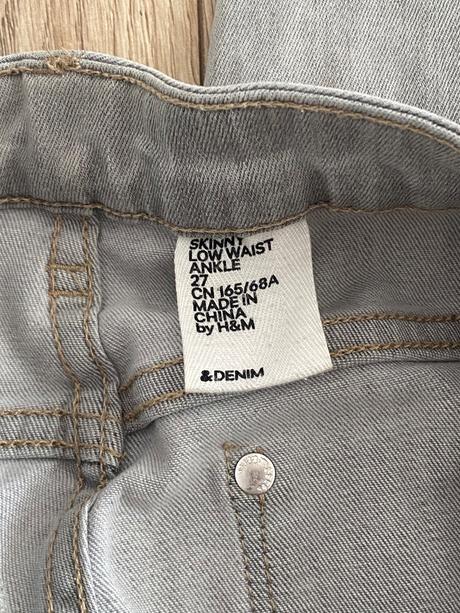 SKINNY
LOW WAIST
ANKLE
27
CN 165/68A
MADE IN
CHINA
by H&M
&DENIM